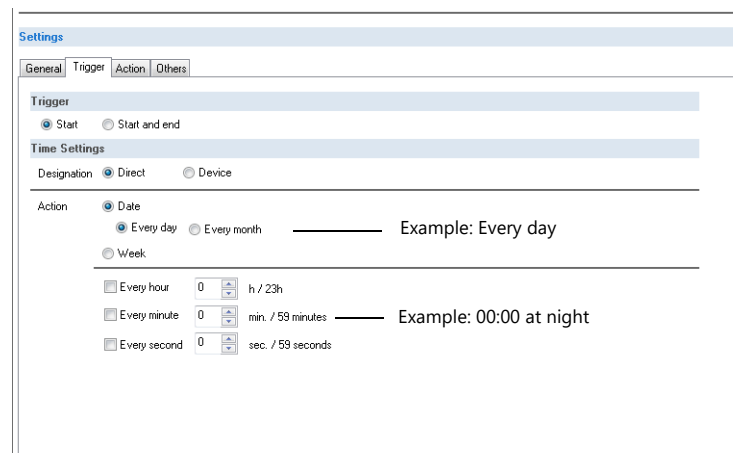 Settings
General Trigger Action Others
Trigger
Start Start and end
Time Settings
Designation Direct Device
Action Date
Every day Every month Example: Every day
Week
Every hour 0 h / 23h
Every minute 0 min. / 59 minutes Example: 00:00 at night
Every second 0 sec. / 59 seconds